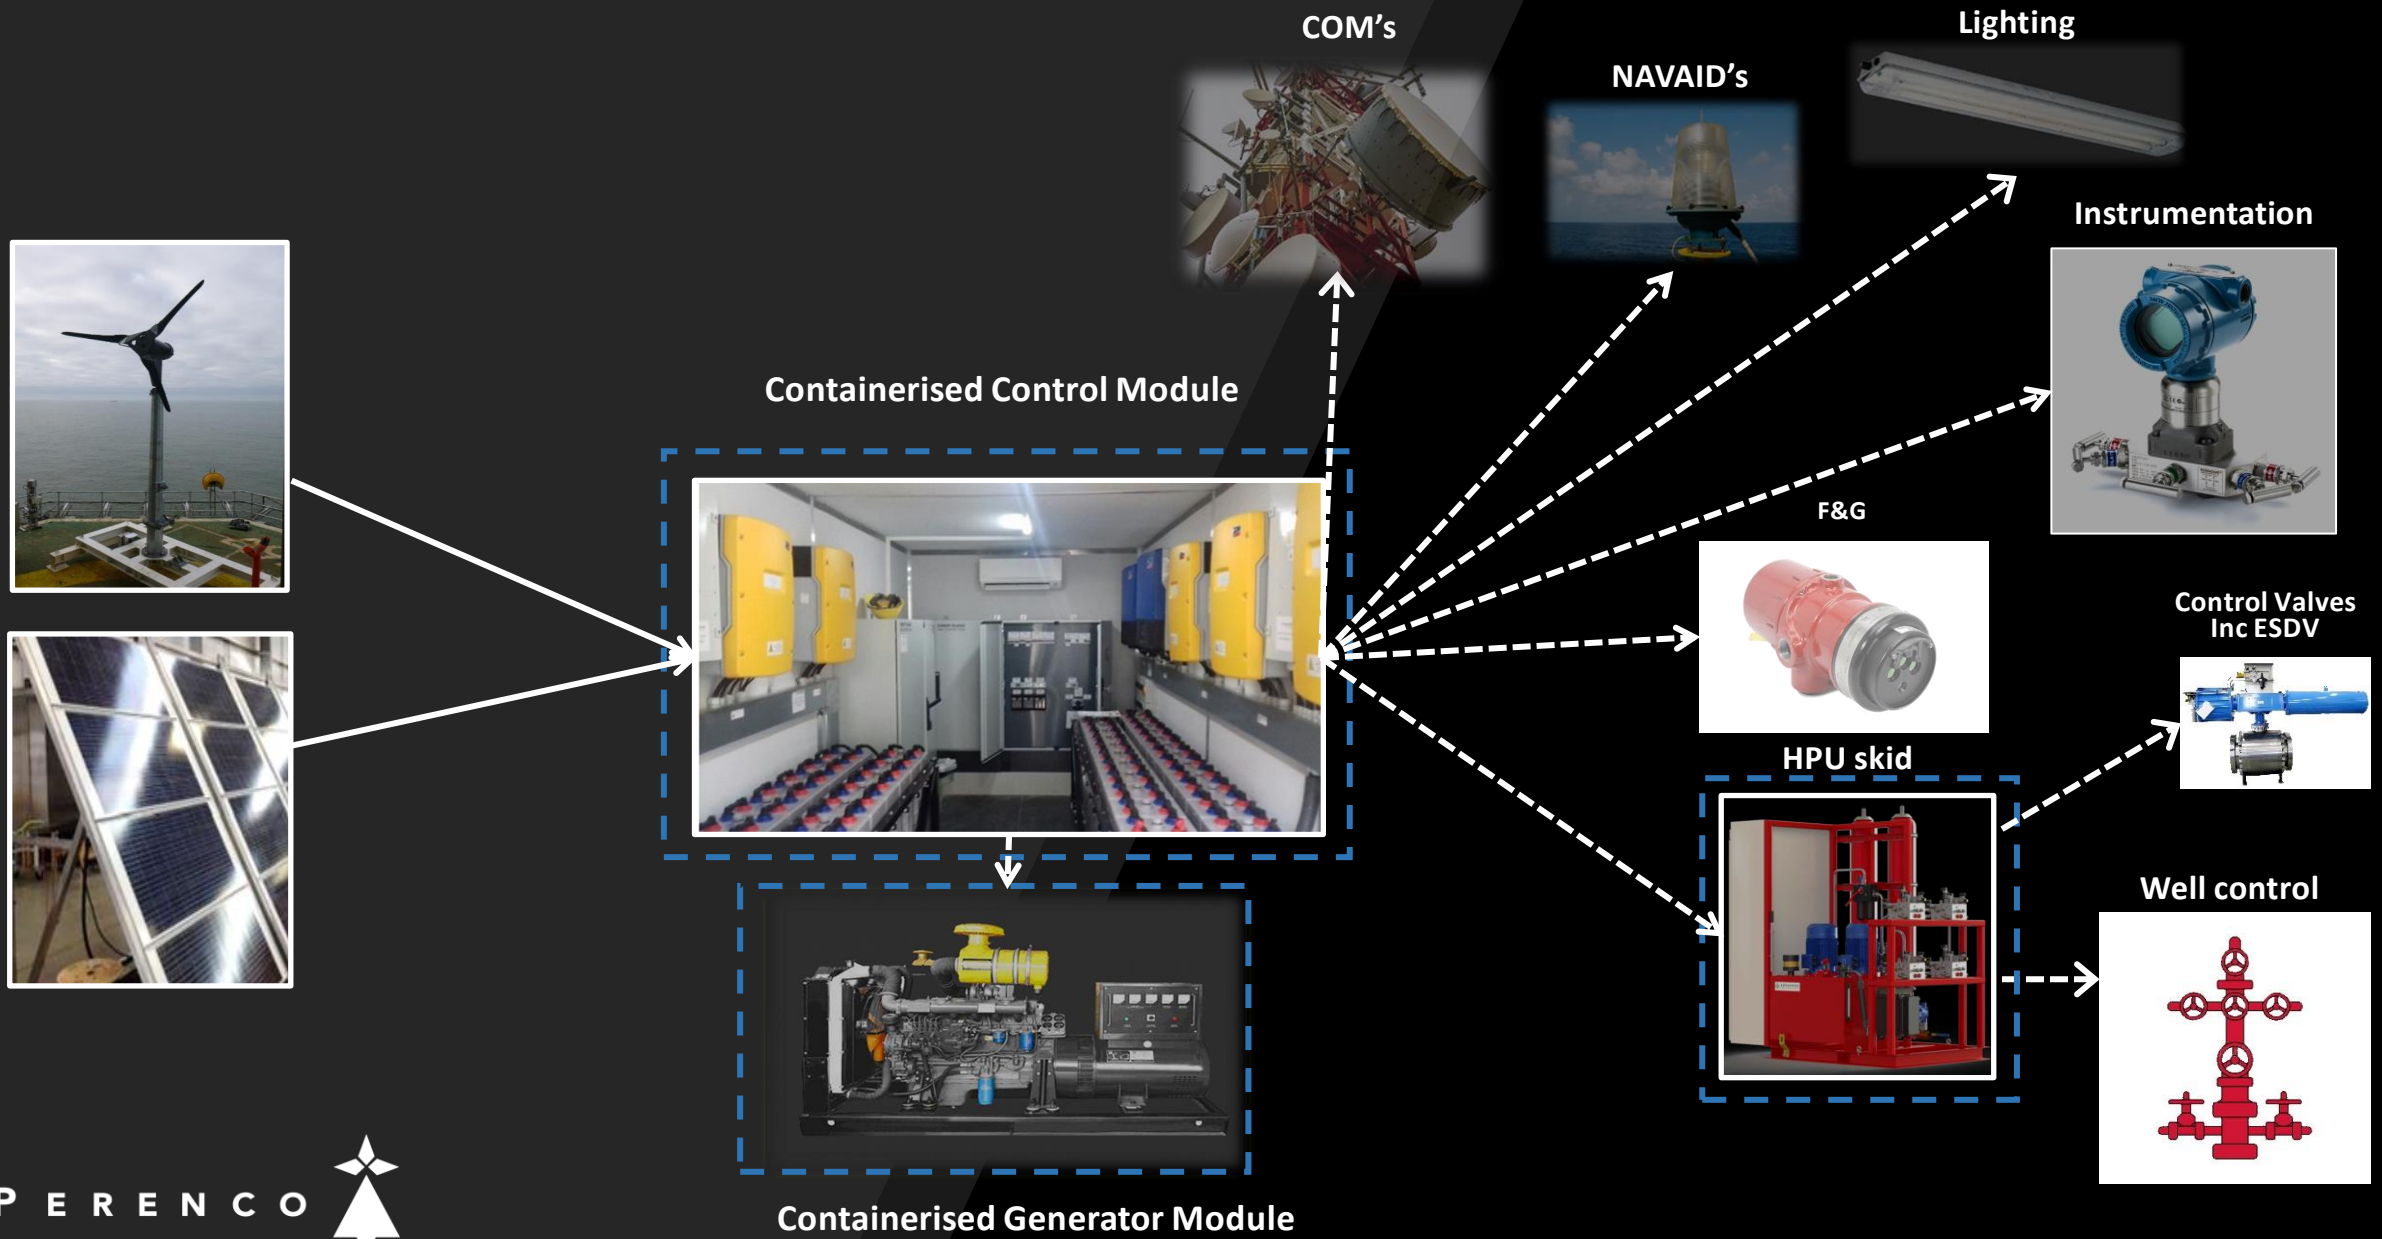 COM's
Lighting
NAVAID's
Instrumentation
Containerised Control Module
F&G
Control Valves
Inc ESDV
HPU skid
Well control
PERENCO
Containerised Generator Module